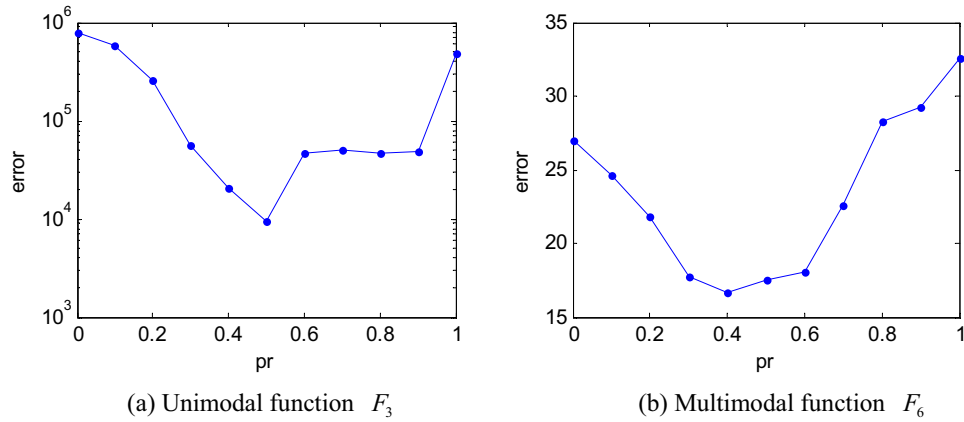 10^6
10^5
10^4
10^3
error
0 0.2 0.4 0.6 0.8 1
pr
(a) Unimodal function F_3
35
30
25
20
15
error
0 0.2 0.4 0.6 0.8 1
pr
(b) Multimodal function F_6